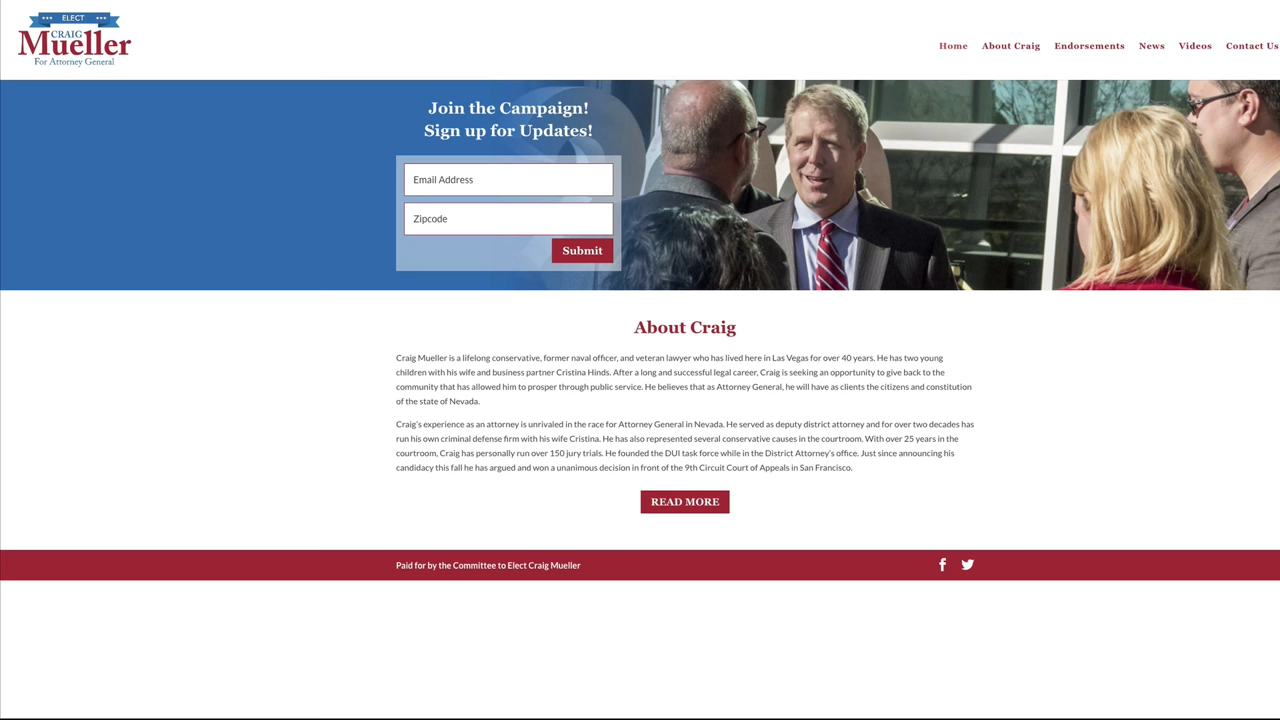 ELECT
CRAIG
Mueller
For Attorney General
Home About Craig Endorsements News Videos Contact Us
Join the Campaign!
Sign up for Updates!
Email Address
Zipcode
Submit
About Craig
Craig Mueller is a lifelong conservative, former naval officer, and veteran lawyer who has lived here in Las Vegas for over 40 years. He has two young
children with his wife and business partner Cristina Hinds. After a long and successful legal career, Craig is seeking an opportunity to give back to the
community that has allowed him to prosper through public service. He believes that as Attorney General, he will have as clients the citizens and constitution
of the state of Nevada.
Craig's experience as an attorney is unrivaled in the race for Attorney General in Nevada. He served as deputy district attorney and for over two decades has
run his own criminal defense firm with his wife Cristina. He has also represented several conservative causes in the courtroom. With over 25 years in the
courtroom, Craig has personally run over 150 jury trials. He founded the DUI task force while in the District Attorney's office. Just since announcing his
candidacy this fall he has argued and won a unanimous decision in front of the 9th Circuit Court of Appeals in San Francisco.
READ MORE
Paid for by the Committee to Elect Craig Mueller